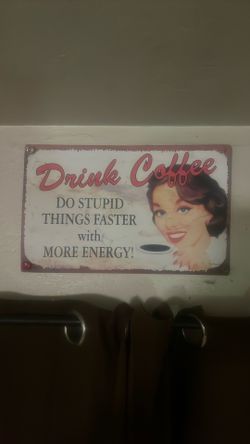 Drink Coffee
DO STUPID
THINGS FASTER
with
MORE ENERGY!